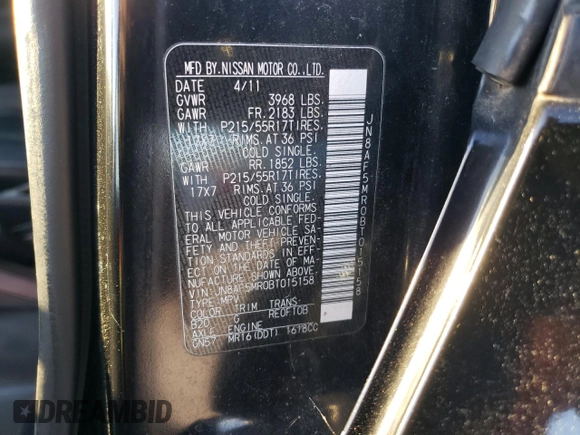 MFD BY.NISSAN MOTOR CO.,LTD.
DATE 4/11
GVWR 3968 LBS.
GAWR FR.2183 LBS.
WITH P215/55R17TIRES.
17X7 RIMS.AT 36 PSI
COLD SINGLE.
GAWR RR.1852 LBS.
WITH P215/55R17TIRES.
17X7 RIMS.AT 36 PSI
COLD SINGLE.
THIS VEHICLE CONFORMS
TO ALL APPLICABLE FED-
ERAL MOTOR VEHICLE SA-
FETY AND THEFT PREVEN-
TION STANDARDS IN EFF-
ECT ON THE DATE OF MA-
NUFACTURE SHOWN ABOVE.
VIN: JN8AF5MR0BT015158
TYPE: MPV
COLOR TRIM TRANS.
B20 G RE0F10B
AXLE ENGINE
GN57 MR16(DDT) 1618CC
JN8AF5MR0BT015158
DREAMBID